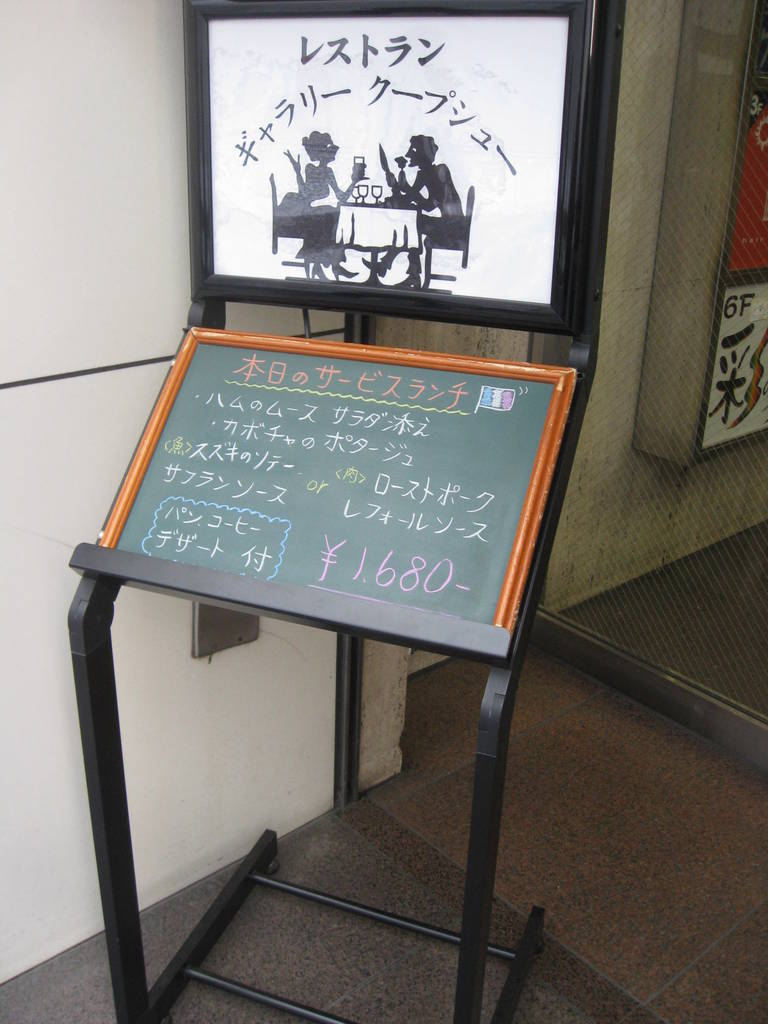 レストラン
ギャラリー クープシュー
本日のサービスランチ
・ハムのムース サラダ添え
・カボチャの ポタージュ
〈魚〉スズキのソテー
サフランソース
or
〈肉〉ローストポーク
レフォールソース
パン、コーヒー
デザート 付
¥1,680-
3F
6F
彩